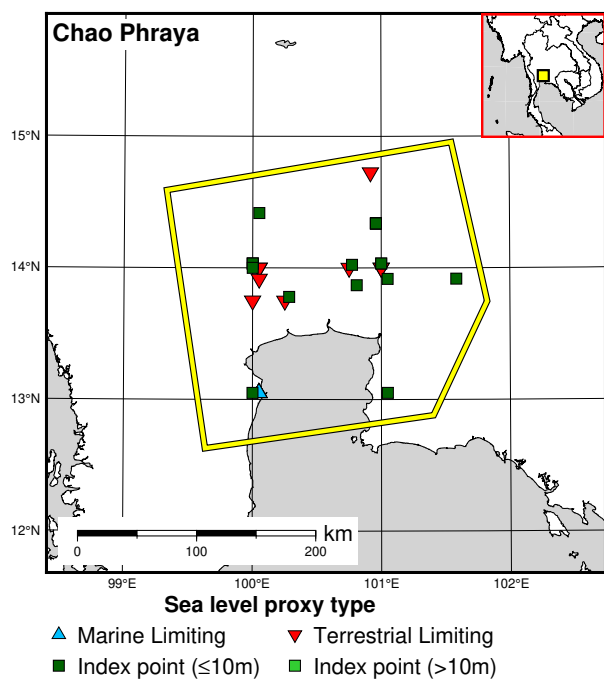 Chao Phraya
15°N
14°N
13°N
12°N
km
0 100 200
99°E 100°E 101°E 102°E
Sea level proxy type
Marine Limiting Terrestrial Limiting
Index point (≤10m) Index point (>10m)